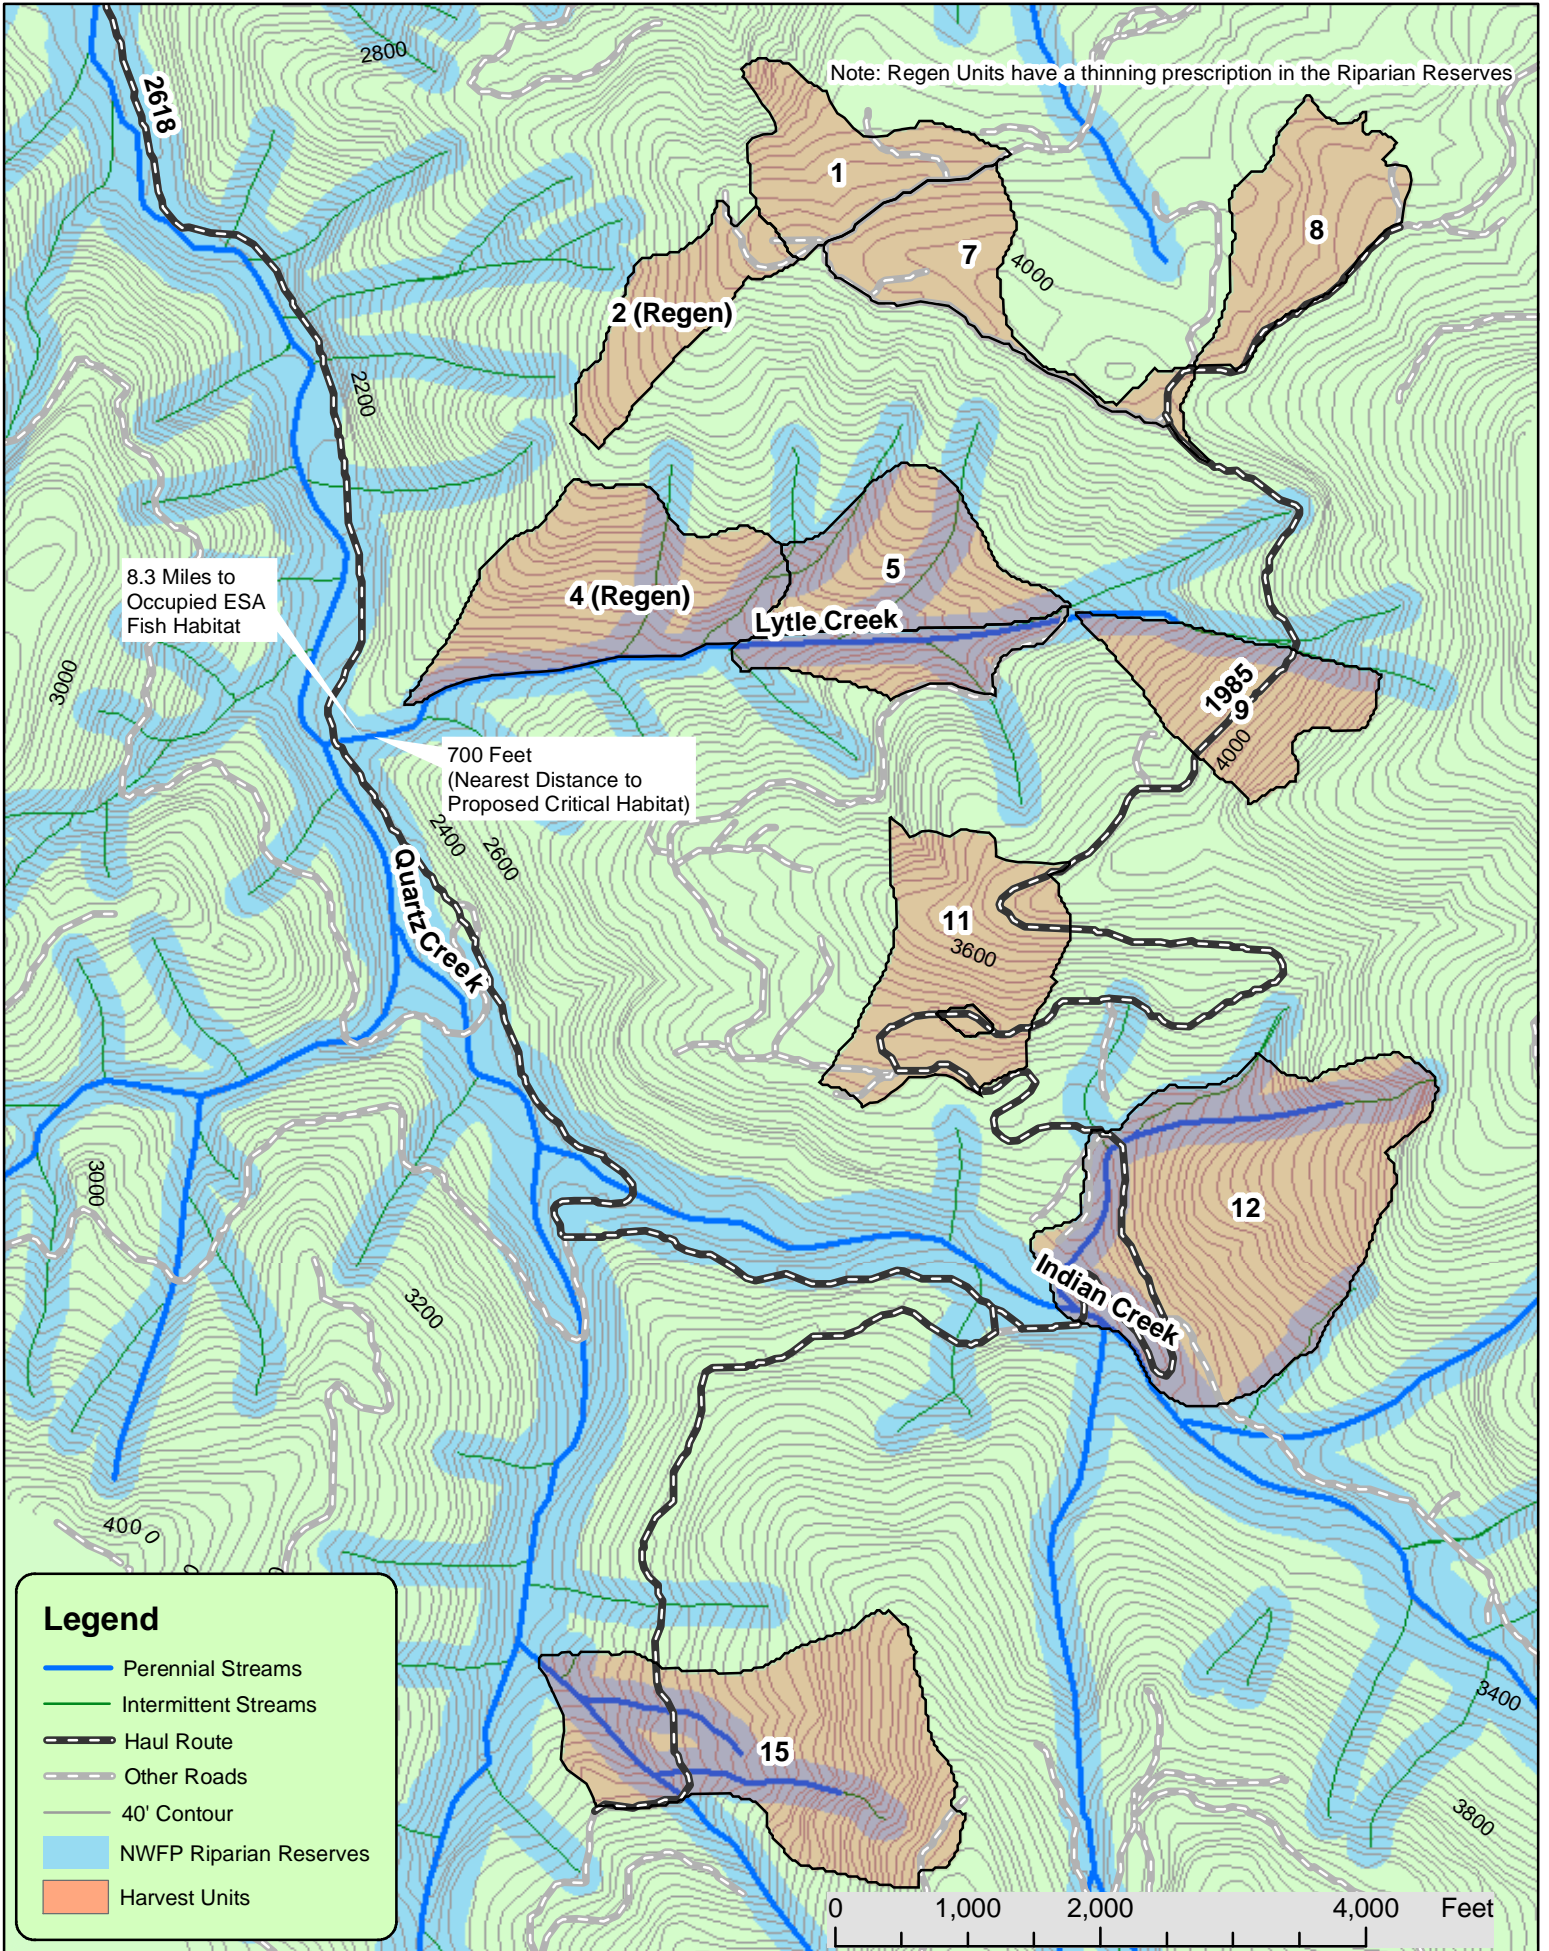 2800
2618
Note: Regen Units have a thinning prescription in the Riparian Reserves
1
8
7
4000
2 (Regen)
2200
8.3 Miles to
Occupied ESA
Fish Habitat
5
4 (Regen)
Lytle Creek
3000
1985
9
4000
700 Feet
(Nearest Distance to
Proposed Critical Habitat)
2400
2600
Quartz Creek
11
3600
3000
12
Indian Creek
3200
4000
Legend
Perennial Streams
Intermittent Streams
Haul Route
Other Roads
40' Contour
NWFP Riparian Reserves
Harvest Units
15
3400
3800
0 1,000 2,000 4,000 Feet